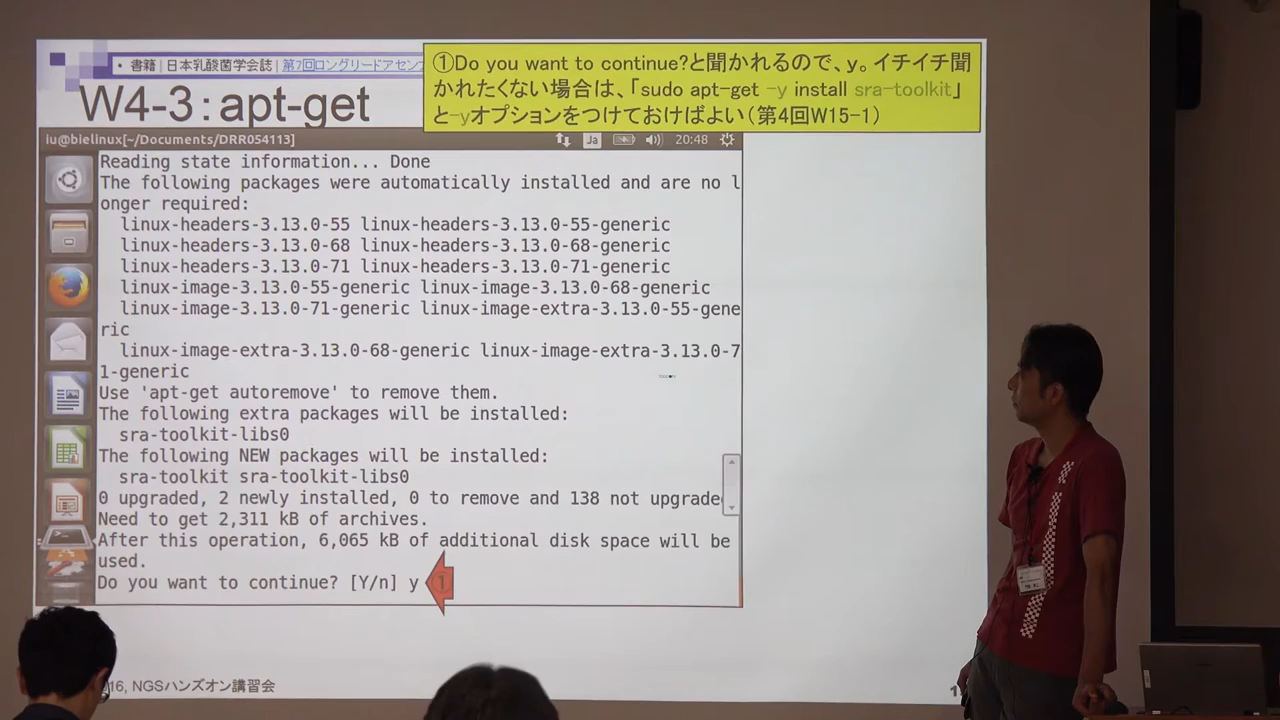 • 書籍 | 日本乳酸菌学会誌 | 第7回ロングリードアセン
W4-3：apt-get
①Do you want to continue?と聞かれるので、y。イチイチ聞
かれたくない場合は、「sudo apt-get -y install sra-toolkit」
と-yオプションをつけておけばよい（第4回W15-1）
iu@bielinux[~/Documents/DRR054113]
Ja
20:48
Reading state information... Done
The following packages were automatically installed and are no l
onger required:
linux-headers-3.13.0-55 linux-headers-3.13.0-55-generic
linux-headers-3.13.0-68 linux-headers-3.13.0-68-generic
linux-headers-3.13.0-71 linux-headers-3.13.0-71-generic
linux-image-3.13.0-55-generic linux-image-3.13.0-68-generic
linux-image-3.13.0-71-generic linux-image-extra-3.13.0-55-gene
ric
linux-image-extra-3.13.0-68-generic linux-image-extra-3.13.0-7
1-generic
Use 'apt-get autoremove' to remove them.
The following extra packages will be installed:
sra-toolkit-libs0
The following NEW packages will be installed:
sra-toolkit sra-toolkit-libs0
0 upgraded, 2 newly installed, 0 to remove and 138 not upgrade
Need to get 2,311 kB of archives.
After this operation, 6,065 kB of additional disk space will be
used.
Do you want to continue? [Y/n] y
①
16, NGSハンズオン講習会